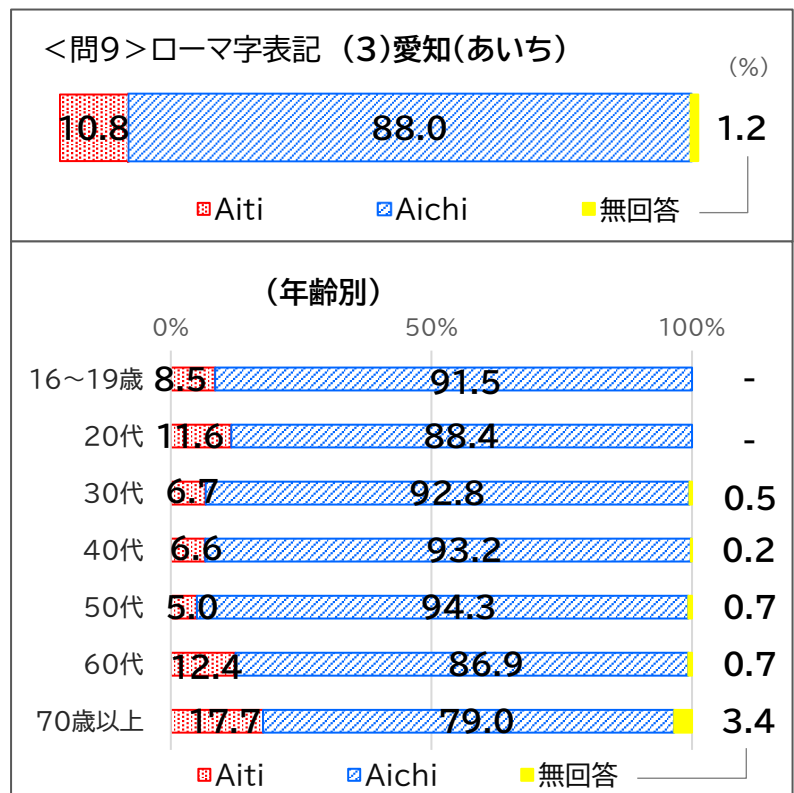 <問9>ローマ字表記 (3)愛知(あいち)
(%)
10.8 88.0 1.2
Aiti Aichi 無回答
(年齢別)
0% 50% 100%
16~19歳 8.5 91.5 -
20代 11.6 88.4 -
30代 6.7 92.8 0.5
40代 6.6 93.2 0.2
50代 5.0 94.3 0.7
60代 12.4 86.9 0.7
70歳以上 17.7 79.0 3.4
Aiti Aichi 無回答